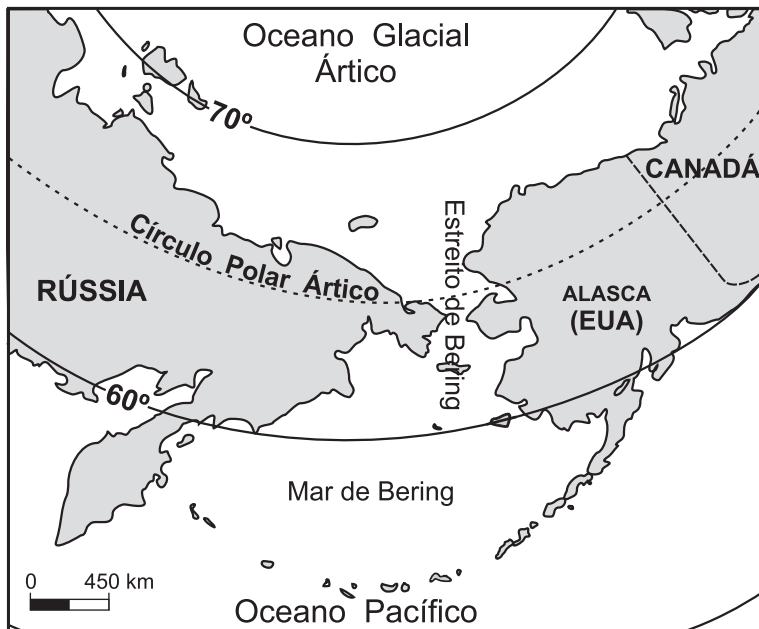 Oceano Glacial
Ártico
70º
CANADÁ
Círculo Polar Ártico
Estreito de Bering
RÚSSIA
ALASCA
(EUA)
60º
Mar de Bering
0 450 km
Oceano Pacífico